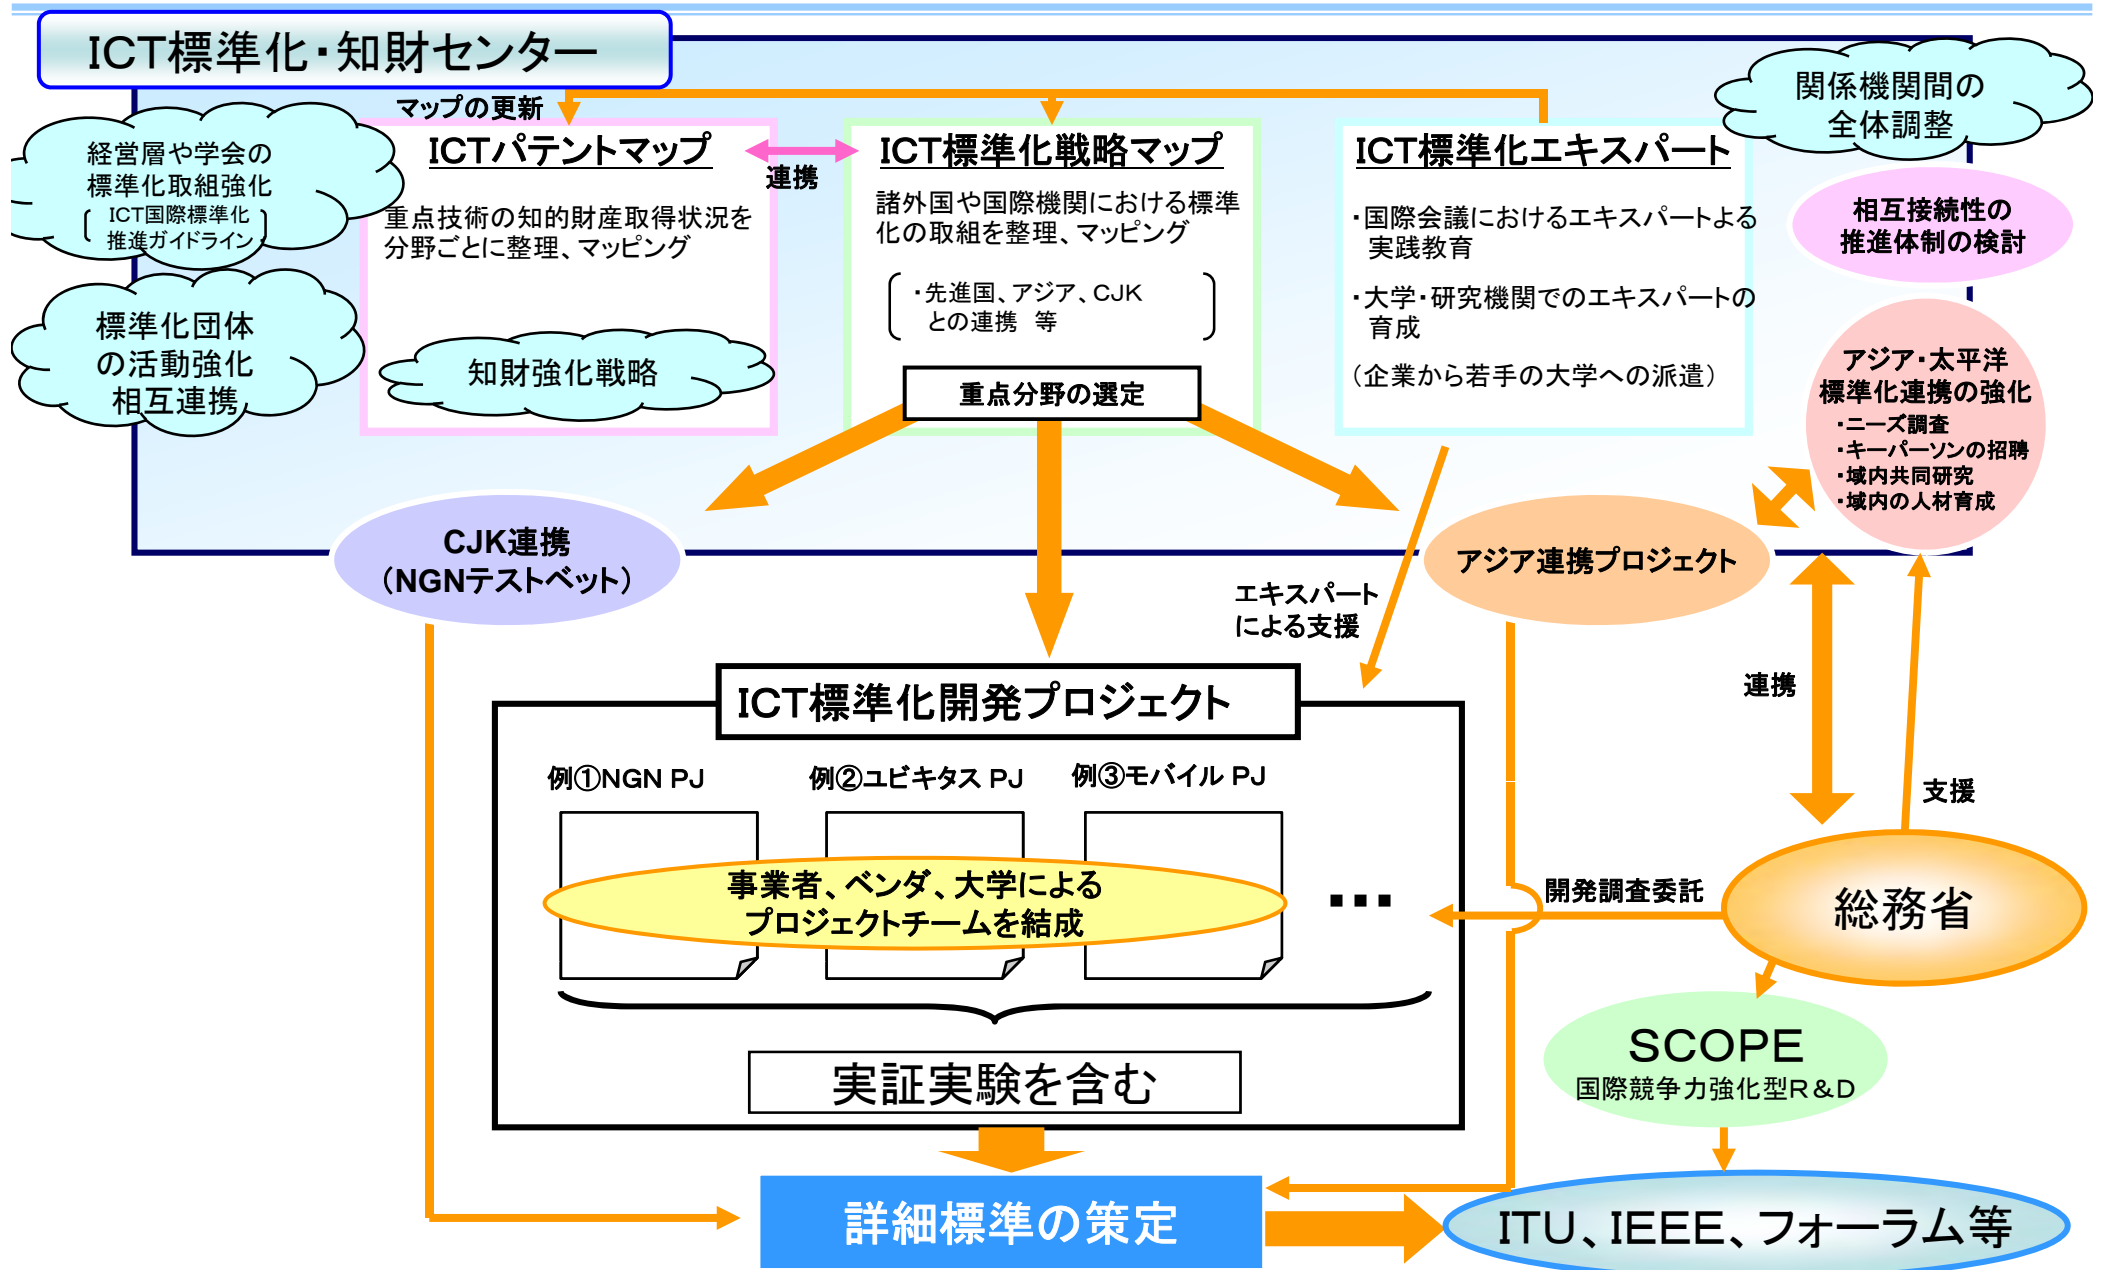 ICT標準化・知財センター
関係機関間の
全体調整
マップの更新
経営層や学会の
標準化取組強化
ICT国際標準化
推進ガイドライン
標準化団体
の活動強化
相互連携
ICTパテントマップ
重点技術の知的財産取得状況を
分野ごとに整理、マッピング
知財強化戦略
連携
ICT標準化戦略マップ
諸外国や国際機関における標準
化の取組を整理、マッピング
・先進国、アジア、CJK
との連携 等
重点分野の選定
ICT標準化エキスパート
・国際会議におけるエキスパートよる
実践教育
・大学・研究機関でのエキスパートの
育成
(企業から若手の大学への派遣)
相互接続性の
推進体制の検討
アジア・太平洋
標準化連携の強化
・ニーズ調査
・キーパーソンの招聘
・域内共同研究
・域内の人材育成
CJK連携
(NGNテストベット)
エキスパート
による支援
アジア連携プロジェクト
連携
支援
ICT標準化開発プロジェクト
例①NGN PJ
例②ユビキタス PJ
例③モバイル PJ
事業者、ベンダ、大学による
プロジェクトチームを結成
…
開発調査委託
総務省
実証実験を含む
SCOPE
国際競争力強化型R&D
詳細標準の策定
ITU、IEEE、フォーラム等